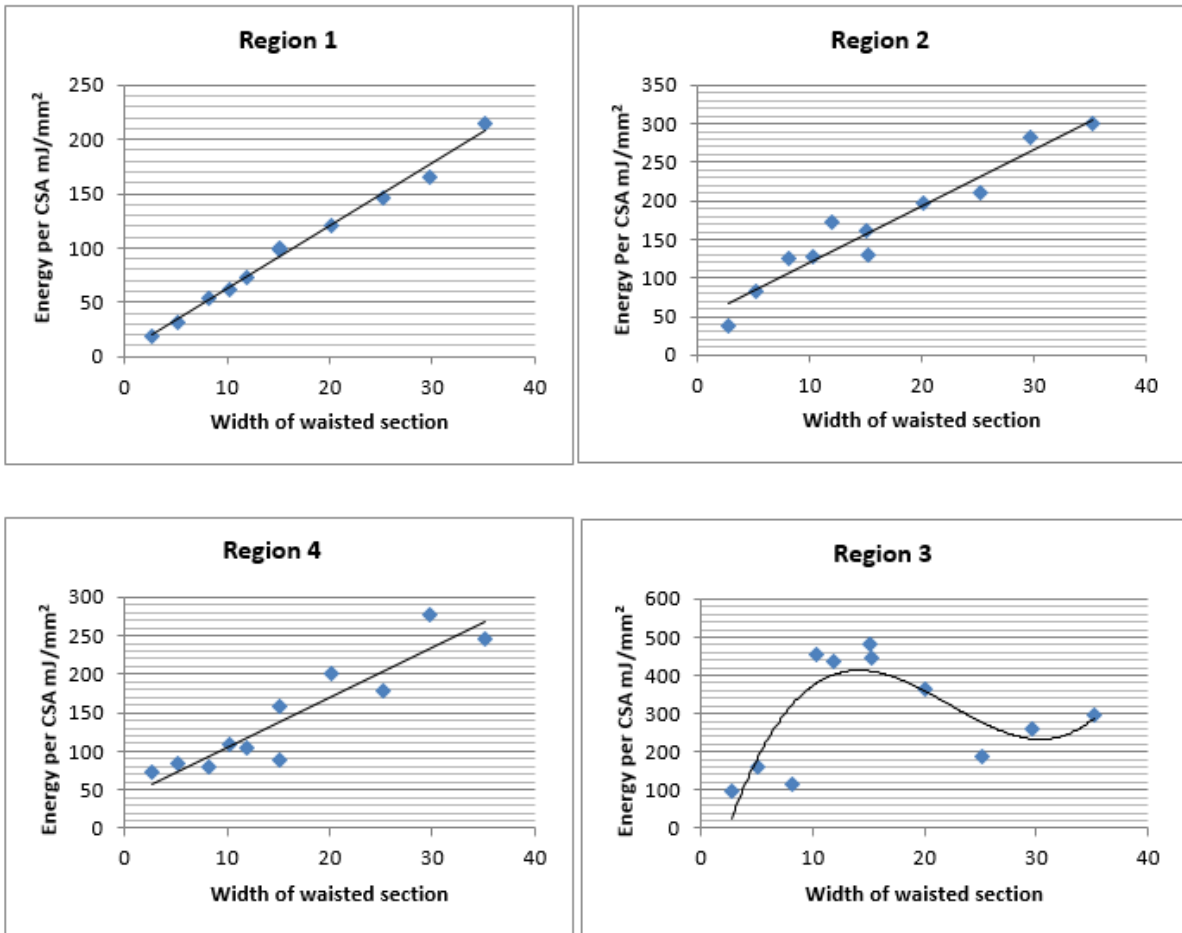 Region 1
Energy per CSA mJ/mm²
250
200
150
100
50
0
0 10 20 30 40
Width of waisted section
Region 2
Energy Per CSA mJ/mm²
350
300
250
200
150
100
50
0
0 10 20 30 40
Width of waisted section
Region 4
Energy per CSA mJ/mm²
300
250
200
150
100
50
0
0 10 20 30 40
Width of waisted section
Region 3
Energy per CSA mJ/mm²
600
500
400
300
200
100
0
0 10 20 30 40
Width of waisted section